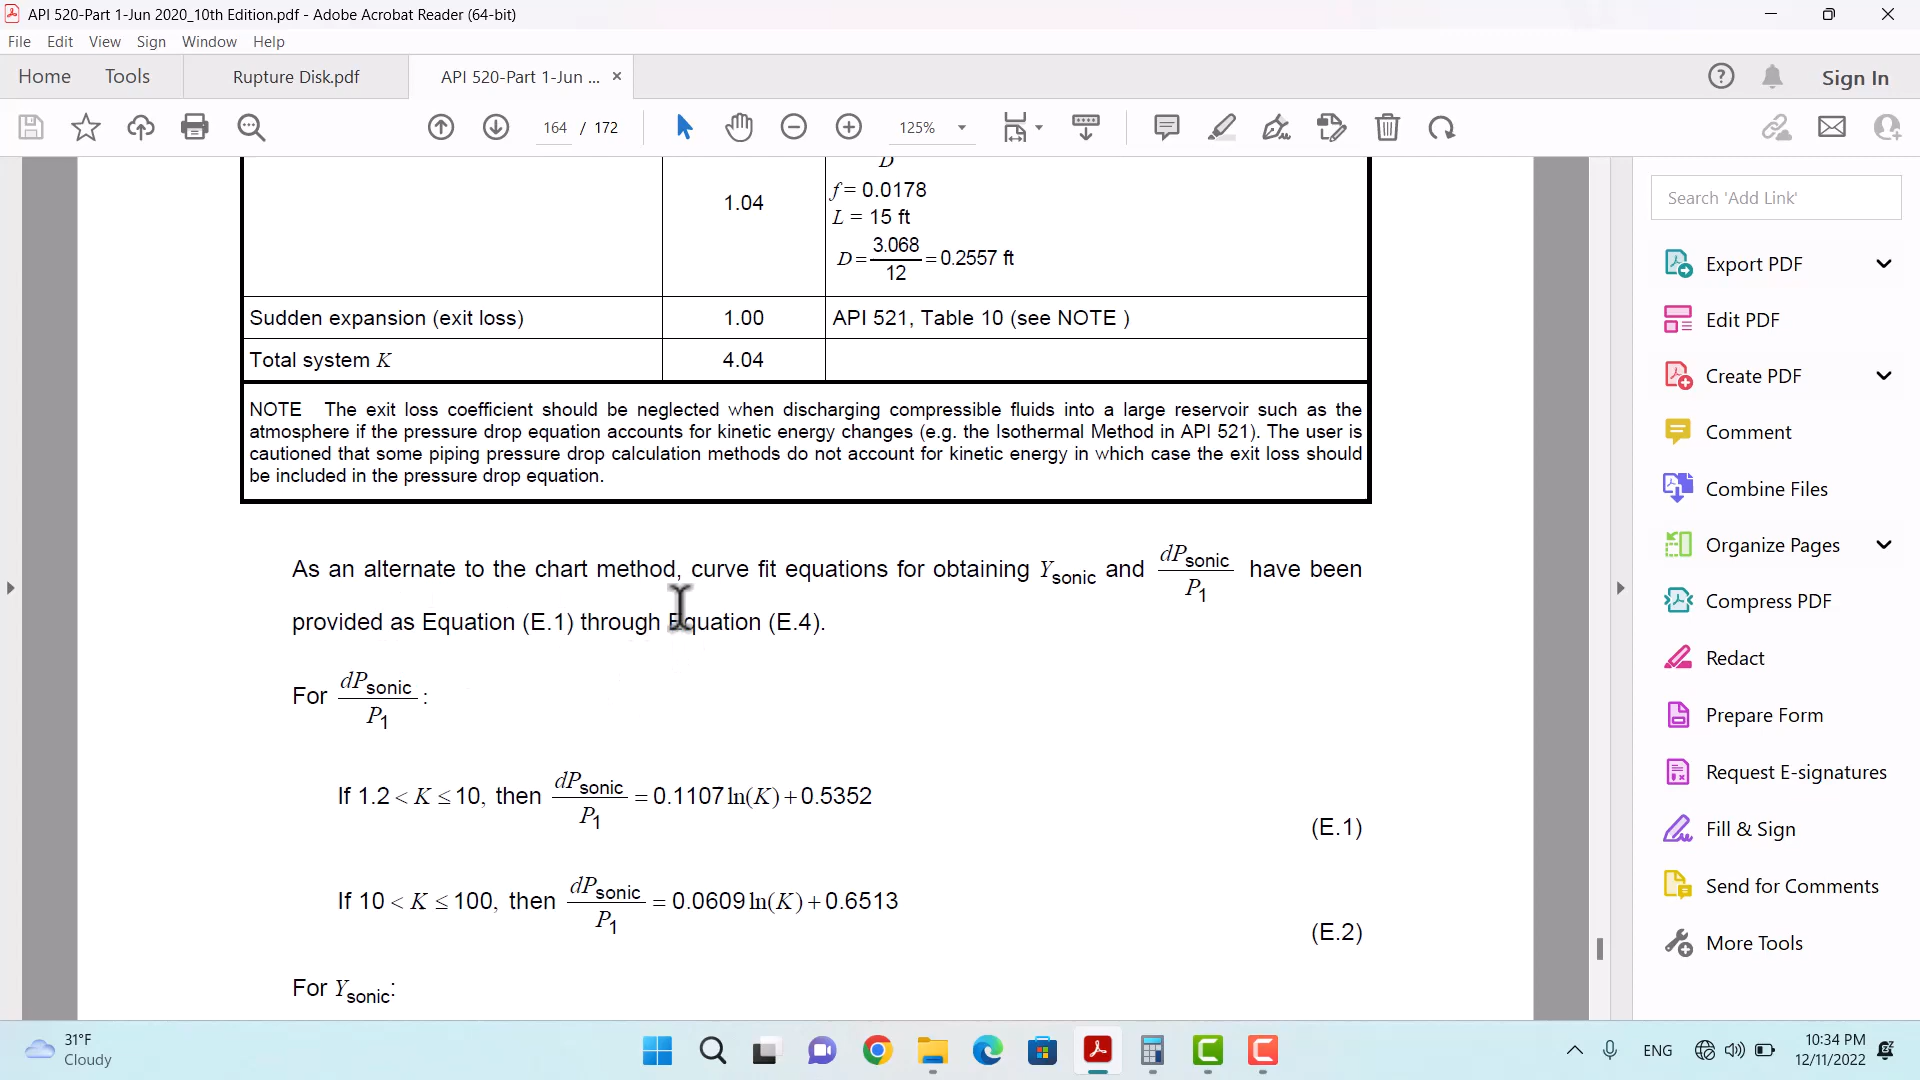 API 520-Part 1-Jun 2020_10th Edition.pdf - Adobe Acrobat Reader (64-bit)
File Edit View Sign Window Help
Home Tools Rupture Disk.pdf API 520-Part 1-Jun ... × Sign In
164 / 172 125%
Search 'Add Link'
Export PDF
Edit PDF
Create PDF
Comment
Combine Files
Organize Pages
Compress PDF
Redact
Prepare Form
Request E-signatures
Fill & Sign
Send for Comments
More Tools
D
1.04
f = 0.0178
L = 15 ft
D = 3.068 / 12 = 0.2557 ft
Sudden expansion (exit loss) 1.00 API 521, Table 10 (see NOTE )
Total system K 4.04
NOTE The exit loss coefficient should be neglected when discharging compressible fluids into a large reservoir such as the
atmosphere if the pressure drop equation accounts for kinetic energy changes (e.g. the Isothermal Method in API 521). The user is
cautioned that some piping pressure drop calculation methods do not account for kinetic energy in which case the exit loss should
be included in the pressure drop equation.
As an alternate to the chart method, curve fit equations for obtaining Ysonic and dPsonic / P1 have been
provided as Equation (E.1) through Equation (E.4).
For dPsonic / P1 :
If 1.2 < K ≤ 10, then dPsonic / P1 = 0.1107 ln(K) + 0.5352
(E.1)
If 10 < K ≤ 100, then dPsonic / P1 = 0.0609 ln(K) + 0.6513
(E.2)
For Ysonic:
31°F
Cloudy
ENG
10:34 PM
12/11/2022